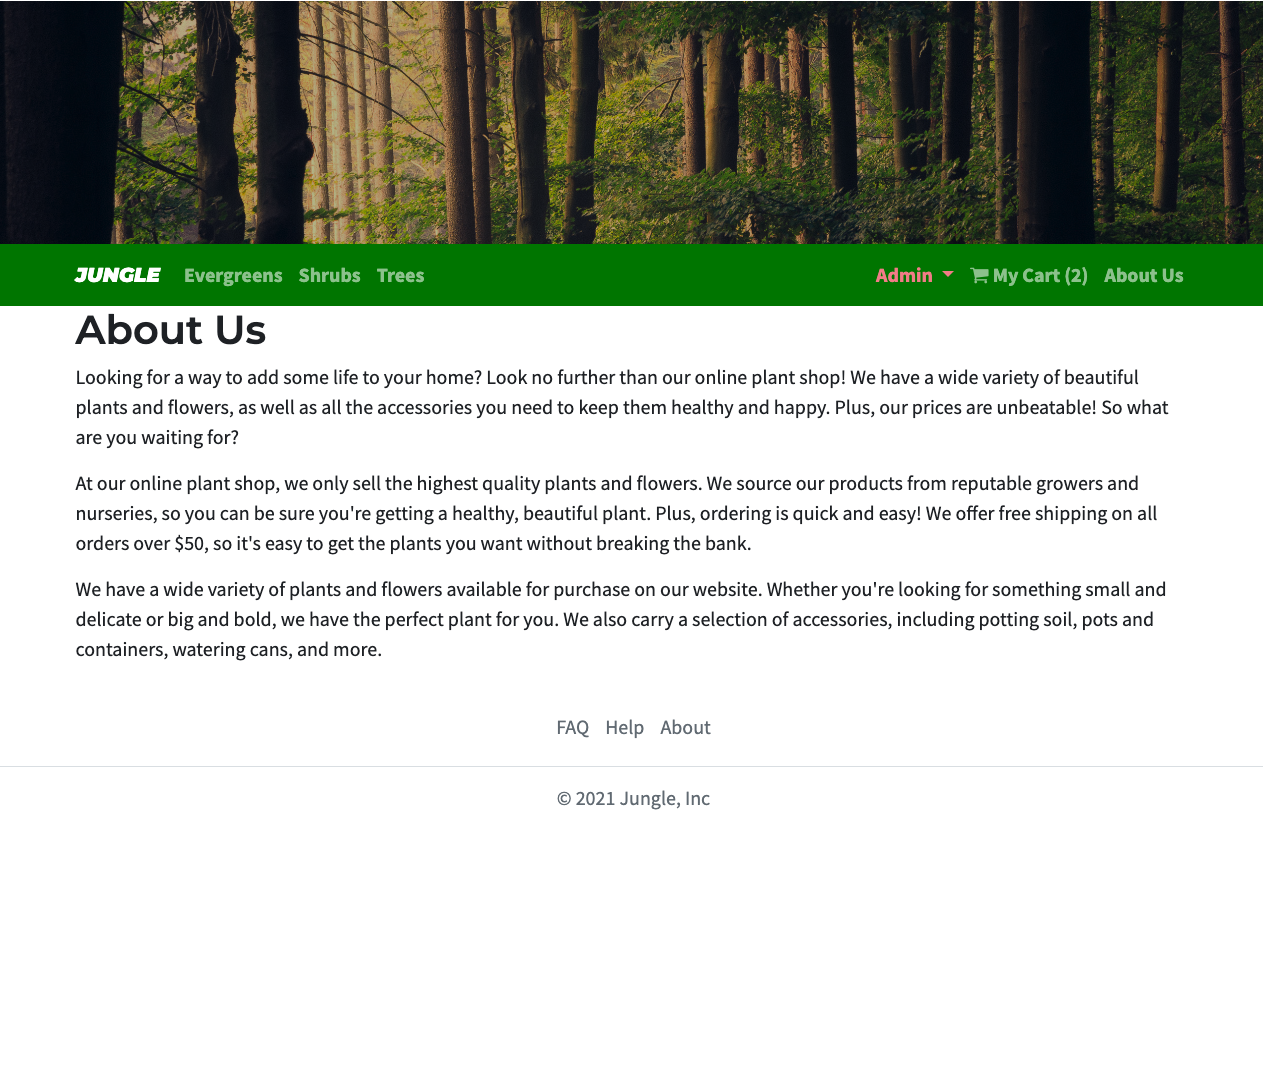 JUNGLE Evergreens Shrubs Trees Admin My Cart (2) About Us
About Us
Looking for a way to add some life to your home? Look no further than our online plant shop! We have a wide variety of beautiful
plants and flowers, as well as all the accessories you need to keep them healthy and happy. Plus, our prices are unbeatable! So what
are you waiting for?
At our online plant shop, we only sell the highest quality plants and flowers. We source our products from reputable growers and
nurseries, so you can be sure you're getting a healthy, beautiful plant. Plus, ordering is quick and easy! We offer free shipping on all
orders over $50, so it's easy to get the plants you want without breaking the bank.
We have a wide variety of plants and flowers available for purchase on our website. Whether you're looking for something small and
delicate or big and bold, we have the perfect plant for you. We also carry a selection of accessories, including potting soil, pots and
containers, watering cans, and more.
FAQ Help About
© 2021 Jungle, Inc